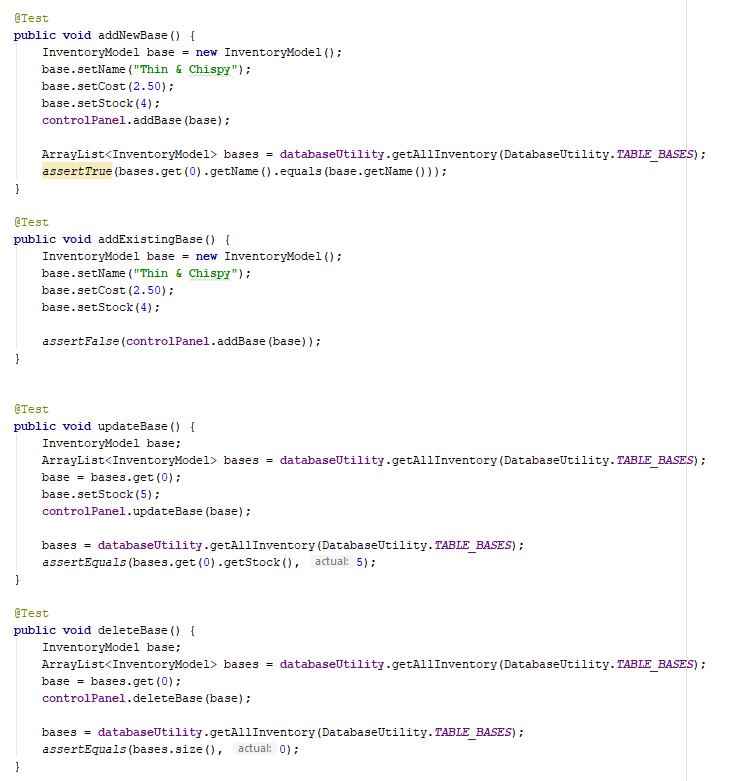 @Test
public void addNewBase() {
    InventoryModel base = new InventoryModel();
    base.setName("Thin & Chispy");
    base.setCost(2.50);
    base.setStock(4);
    controlPanel.addBase(base);

    ArrayList<InventoryModel> bases = databaseUtility.getAllInventory(DatabaseUtility.TABLE_BASES);
    assertTrue(bases.get(0).getName().equals(base.getName()));
}

@Test
public void addExistingBase() {
    InventoryModel base = new InventoryModel();
    base.setName("Thin & Chispy");
    base.setCost(2.50);
    base.setStock(4);

    assertFalse(controlPanel.addBase(base));
}

@Test
public void updateBase() {
    InventoryModel base;
    ArrayList<InventoryModel> bases = databaseUtility.getAllInventory(DatabaseUtility.TABLE_BASES);
    base = bases.get(0);
    base.setStock(5);
    controlPanel.updateBase(base);

    bases = databaseUtility.getAllInventory(DatabaseUtility.TABLE_BASES);
    assertEquals(bases.get(0).getStock(), actual: 5);
}

@Test
public void deleteBase() {
    InventoryModel base;
    ArrayList<InventoryModel> bases = databaseUtility.getAllInventory(DatabaseUtility.TABLE_BASES);
    base = bases.get(0);
    controlPanel.deleteBase(base);

    bases = databaseUtility.getAllInventory(DatabaseUtility.TABLE_BASES);
    assertEquals(bases.size(), actual: 0);
}